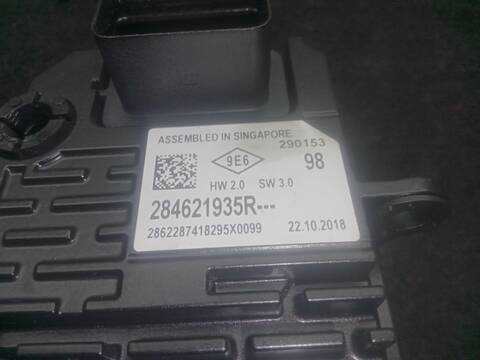 ASSEMBLED IN SINGAPORE
290153
9E6
98
HW 2.0 SW 3.0
284621935R---
2862287418295X0099 22.10.2018